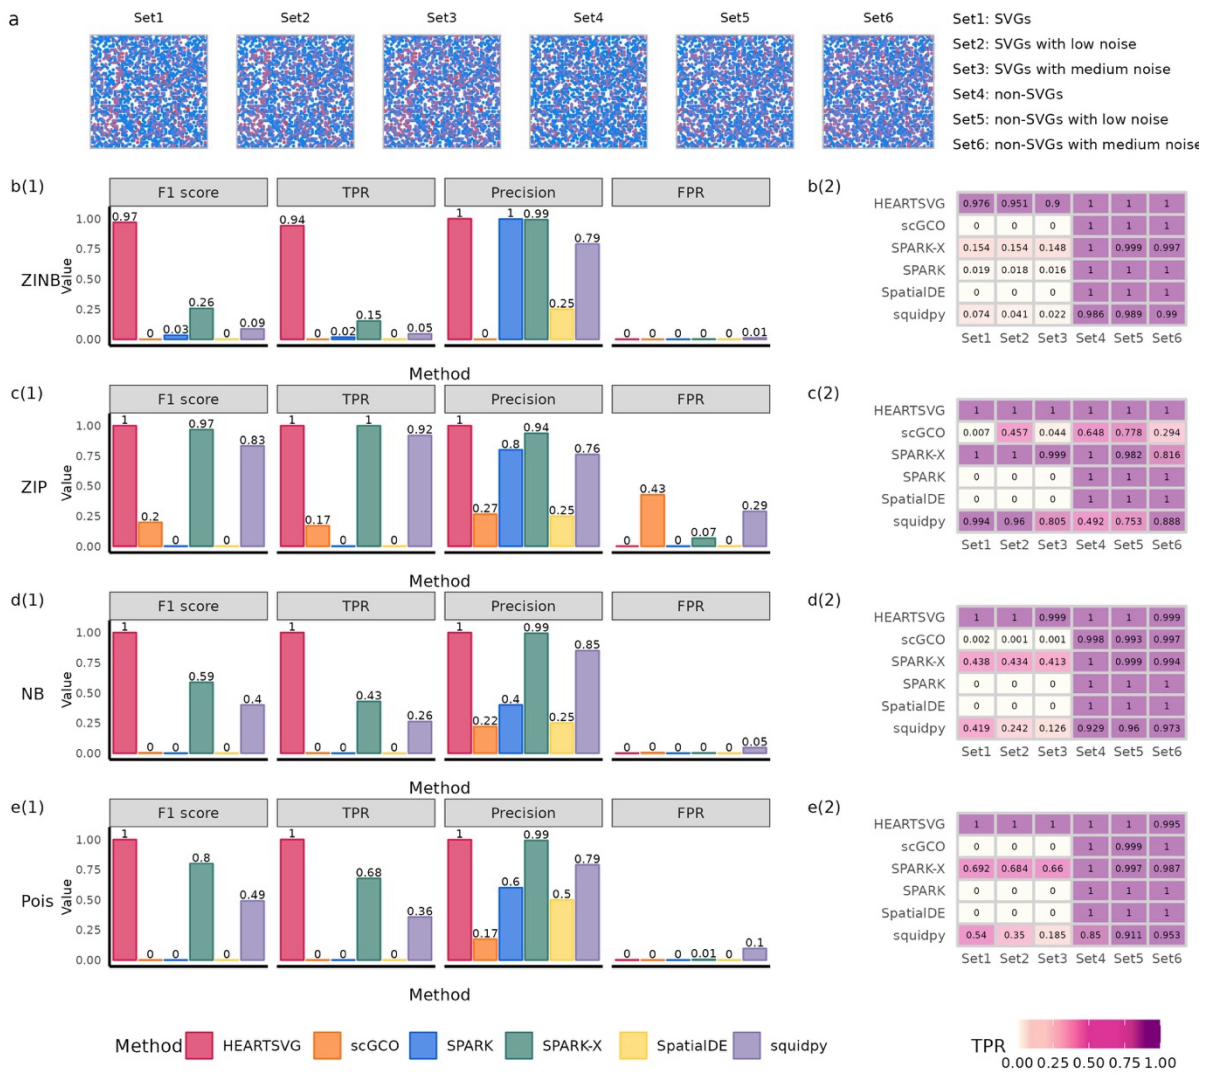 a
Set1 Set2 Set3 Set4 Set5 Set6
Set1: SVGs
Set2: SVGs with low noise
Set3: SVGs with medium noise
Set4: non-SVGs
Set5: non-SVGs with low noise
Set6: non-SVGs with medium noise
b(1)
F1 score TPR Precision FPR
ZINB
Value
1.00
0.75
0.50
0.25
0.00
0.97 0 0.03 0.26 0 0.09
0.94 0 0.02 0.15 0 0.05
1 0 1 0.99 0.25 0.79
0 0 0 0 0 0.01
Method
b(2)
HEARTSVG 0.976 0.951 0.9 1 1 1
scGCO 0 0 0 1 1 1
SPARK-X 0.154 0.154 0.148 1 0.999 0.997
SPARK 0.019 0.018 0.016 1 1 1
SpatialDE 0 0 0 1 1 1
squidpy 0.074 0.041 0.022 0.986 0.989 0.99
Set1 Set2 Set3 Set4 Set5 Set6
c(1)
F1 score TPR Precision FPR
ZIP
Value
1.00
0.75
0.50
0.25
0.00
1 0.2 0 0.97 0 0.83
1 0.17 0 1 0 0.92
1 0.27 0.8 0.94 0.25 0.76
0 0.43 0 0.07 0 0.29
Method
c(2)
HEARTSVG 1 1 1 1 1 1
scGCO 0.007 0.457 0.044 0.648 0.778 0.294
SPARK-X 1 1 0.999 1 0.982 0.816
SPARK 0 0 0 1 1 1
SpatialDE 0 0 0 1 1 1
squidpy 0.994 0.96 0.805 0.492 0.753 0.888
Set1 Set2 Set3 Set4 Set5 Set6
d(1)
F1 score TPR Precision FPR
NB
Value
1.00
0.75
0.50
0.25
0.00
1 0 0 0.59 0 0.4
1 0 0 0.43 0 0.26
1 0.22 0.4 0.99 0.25 0.85
0 0 0 0 0 0.05
Method
d(2)
HEARTSVG 1 1 0.999 1 1 0.999
scGCO 0.002 0.001 0.001 0.998 0.993 0.997
SPARK-X 0.438 0.434 0.413 1 0.999 0.994
SPARK 0 0 0 1 1 1
SpatialDE 0 0 0 1 1 1
squidpy 0.419 0.242 0.126 0.929 0.96 0.973
Set1 Set2 Set3 Set4 Set5 Set6
e(1)
F1 score TPR Precision FPR
Pois
Value
1.00
0.75
0.50
0.25
0.00
1 0 0 0.8 0 0.49
1 0 0 0.68 0 0.36
1 0.17 0.6 0.99 0.5 0.79
0 0 0 0.01 0 0.1
Method
e(2)
HEARTSVG 1 1 1 1 1 0.995
scGCO 0 0 0 1 0.999 1
SPARK-X 0.692 0.684 0.66 1 0.997 0.987
SPARK 0 0 0 1 1 1
SpatialDE 0 0 0 1 1 1
squidpy 0.54 0.35 0.185 0.85 0.911 0.953
Set1 Set2 Set3 Set4 Set5 Set6
Method HEARTSVG scGCO SPARK SPARK-X SpatialDE squidpy
TPR
0.00 0.25 0.50 0.75 1.00